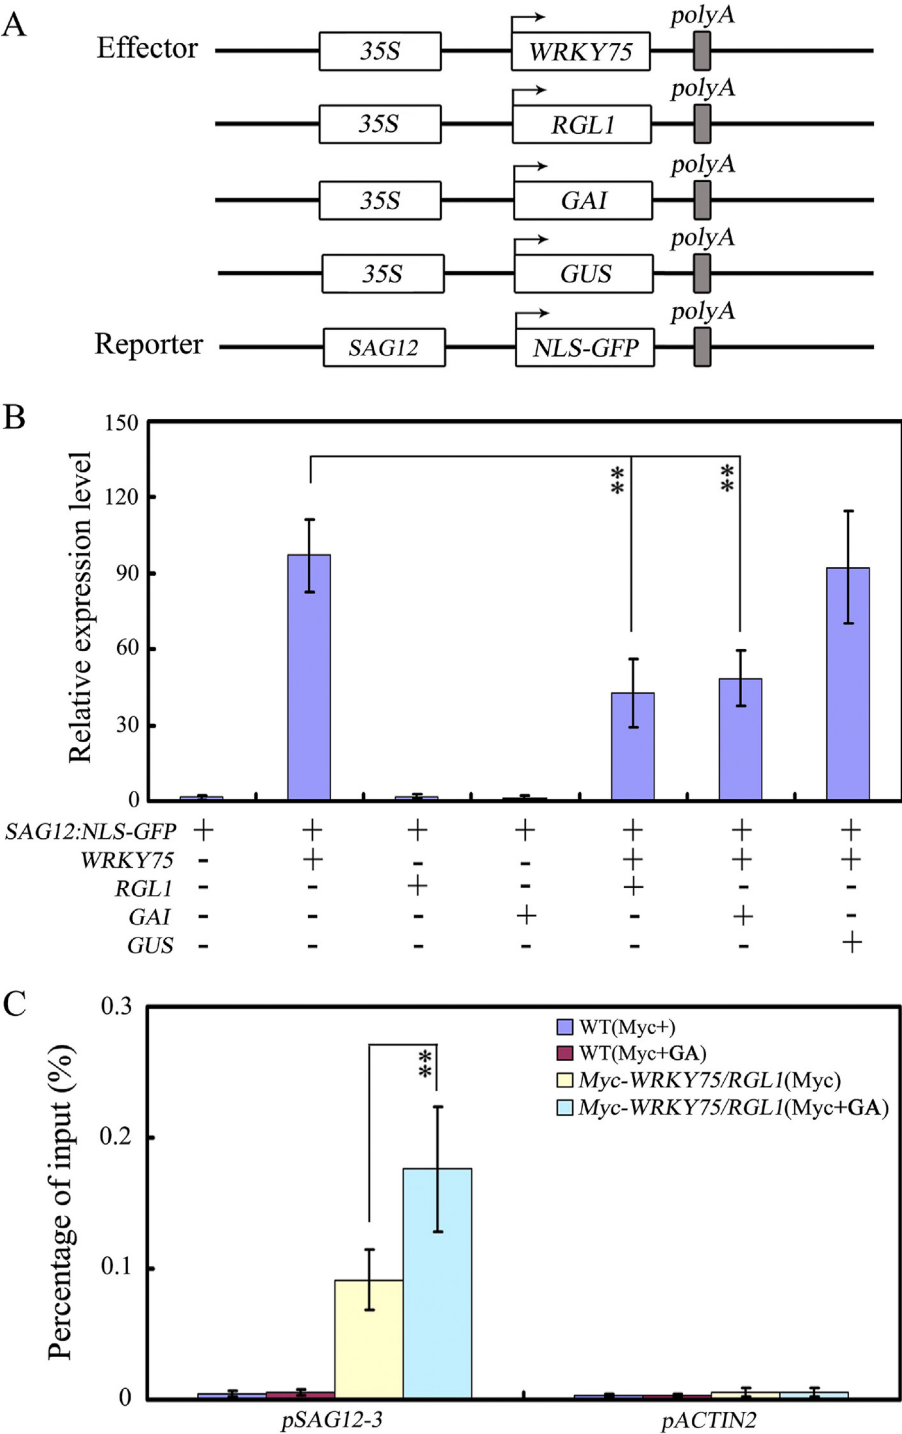 A
polyA
Effector 35S WRKY75
polyA
35S RGL1
polyA
35S GAI
polyA
35S GUS
polyA
Reporter SAG12 NLS-GFP
B
Relative expression level
150
120
90
60
30
0
** **
SAG12:NLS-GFP + + + + + + +
WRKY75 - + - - + + +
RGL1 - - + - + - -
GAI - - - + - + -
GUS - - - - - - +
C
Percentage of input (%)
0.3
0.2
0.1
0
**
WT(Myc+)
WT(Myc+GA)
Myc-WRKY75/RGL1(Myc)
Myc-WRKY75/RGL1(Myc+GA)
pSAG12-3 pACTIN2